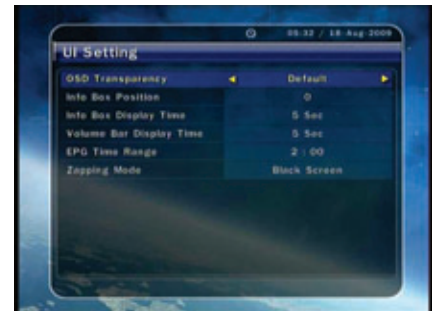 05:32 / 18-Aug-2009
UI Setting
OSD Transparency Default
Info Box Position 0
Info Box Display Time 5 Sec
Volume Bar Display Time 5 Sec
EPG Time Range 2 : 00
Zapping Mode Black Screen